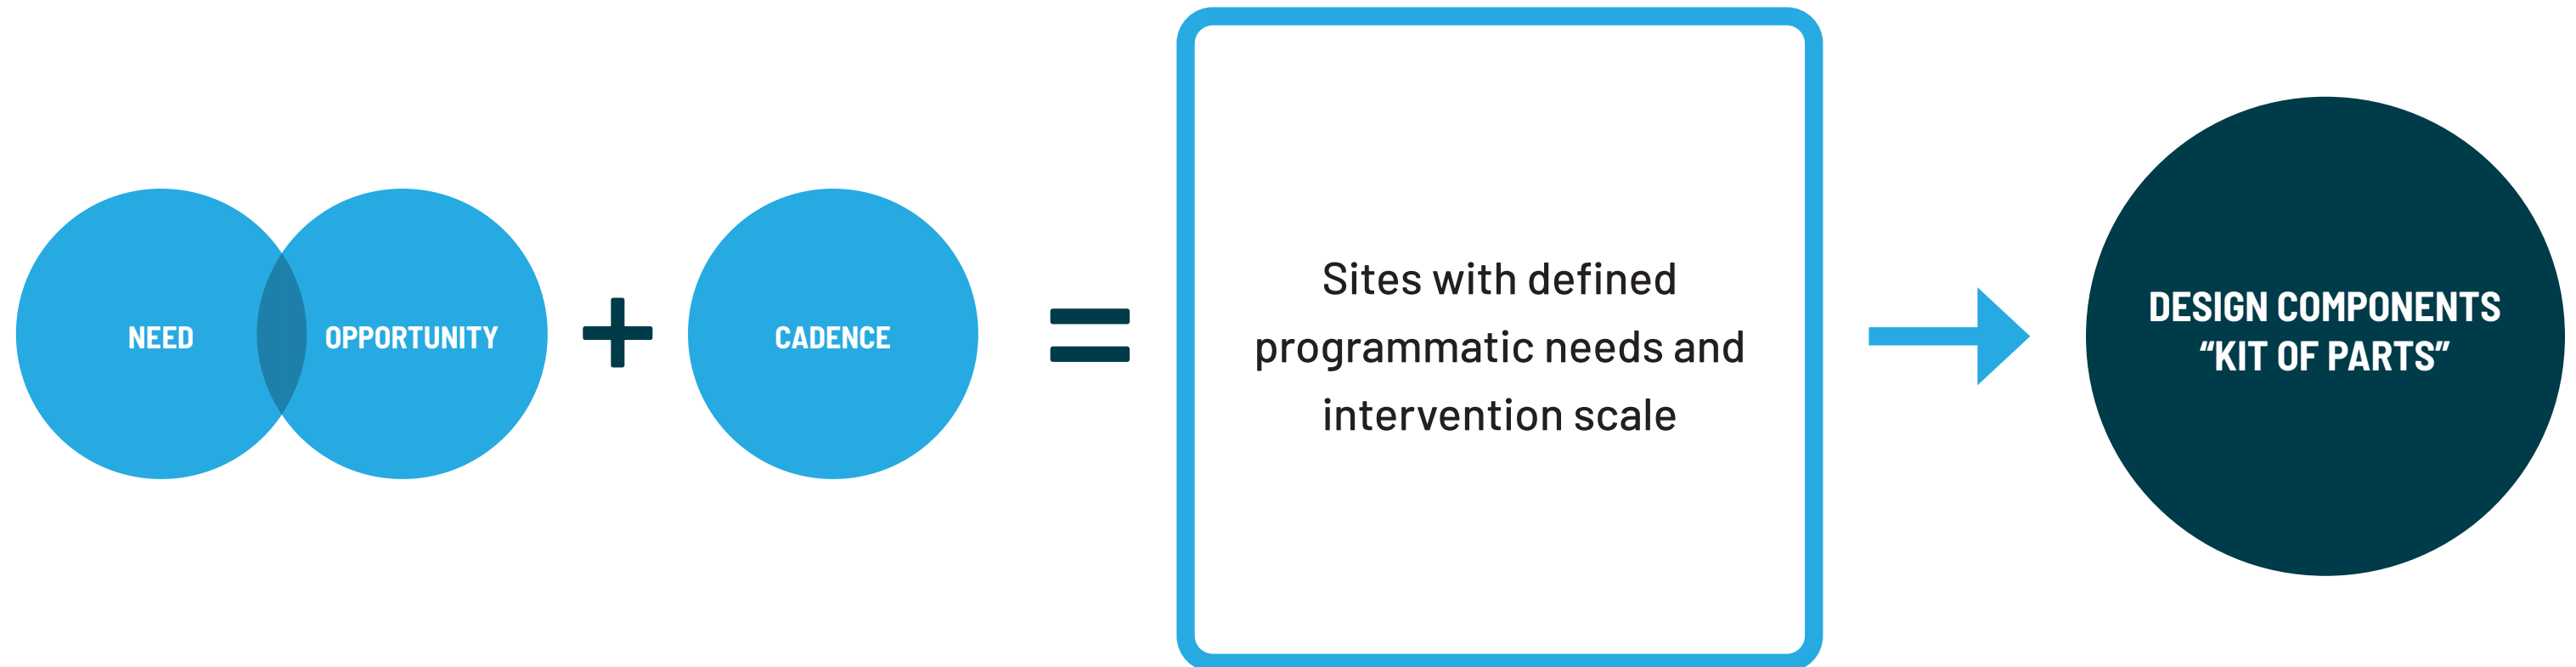 NEED
OPPORTUNITY
+
CADENCE
=
Sites with defined
programmatic needs and
intervention scale
DESIGN COMPONENTS
“KIT OF PARTS”